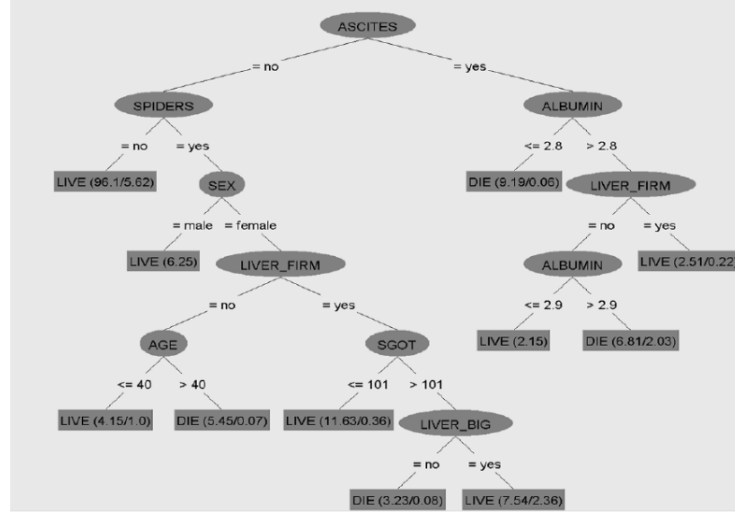 ASCITES
= no = yes
SPIDERS ALBUMIN
= no = yes <= 2.8 > 2.8
LIVE (96.1/5.62) SEX DIE (9.19/0.06) LIVER_FIRM
= male = female = no = yes
LIVE (6.25) LIVER_FIRM ALBUMIN LIVE (2.51/0.22)
= no = yes <= 2.9 > 2.9
AGE SGOT LIVE (2.15) DIE (6.81/2.03)
<= 40 > 40 <= 101 > 101
LIVE (4.15/1.0) DIE (5.45/0.07) LIVE (11.63/0.36) LIVER_BIG
= no = yes
DIE (3.23/0.08) LIVE (7.54/2.36)